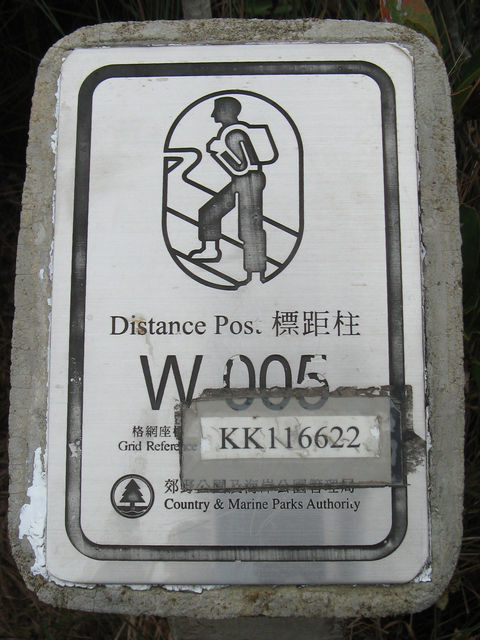 Distance Post 標距柱
W 005
格網座標
Grid Reference
KK116622
郊野公園及海岸公園管理局
Country & Marine Parks Authority